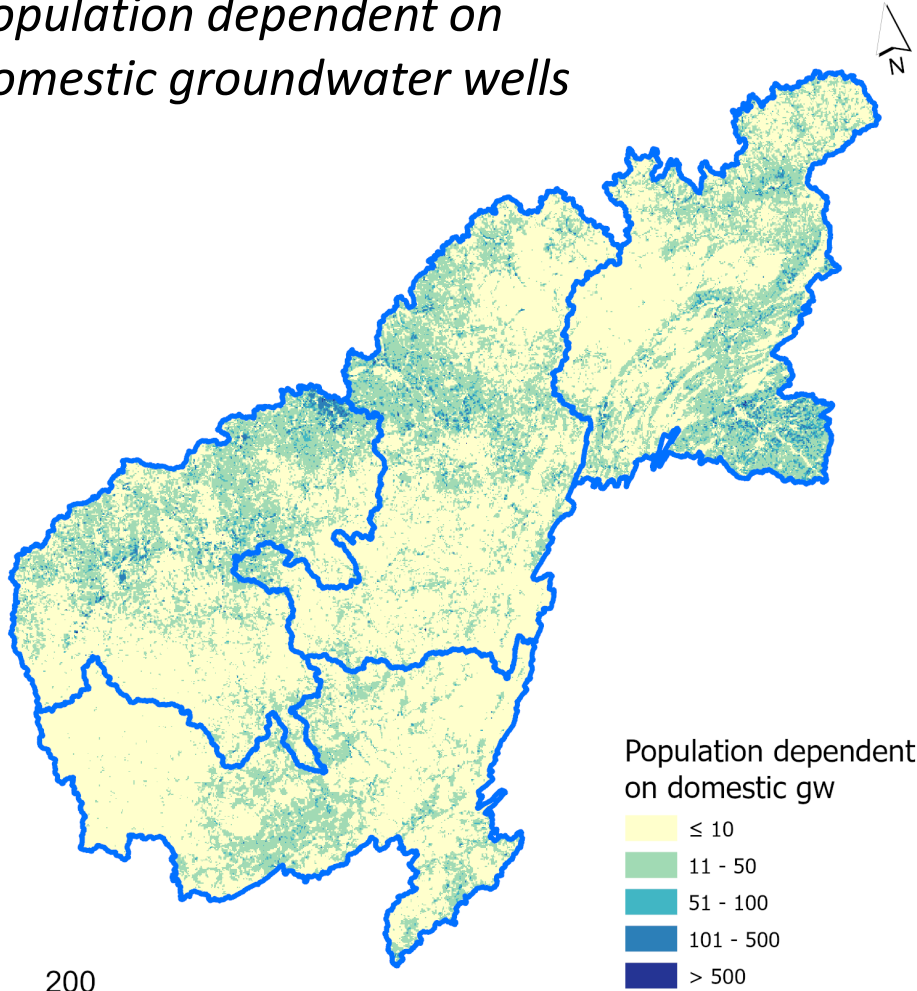 opulation dependent on
omestic groundwater wells
N
Population dependent
on domestic gw
≤ 10
11 - 50
51 - 100
101 - 500
> 500
200